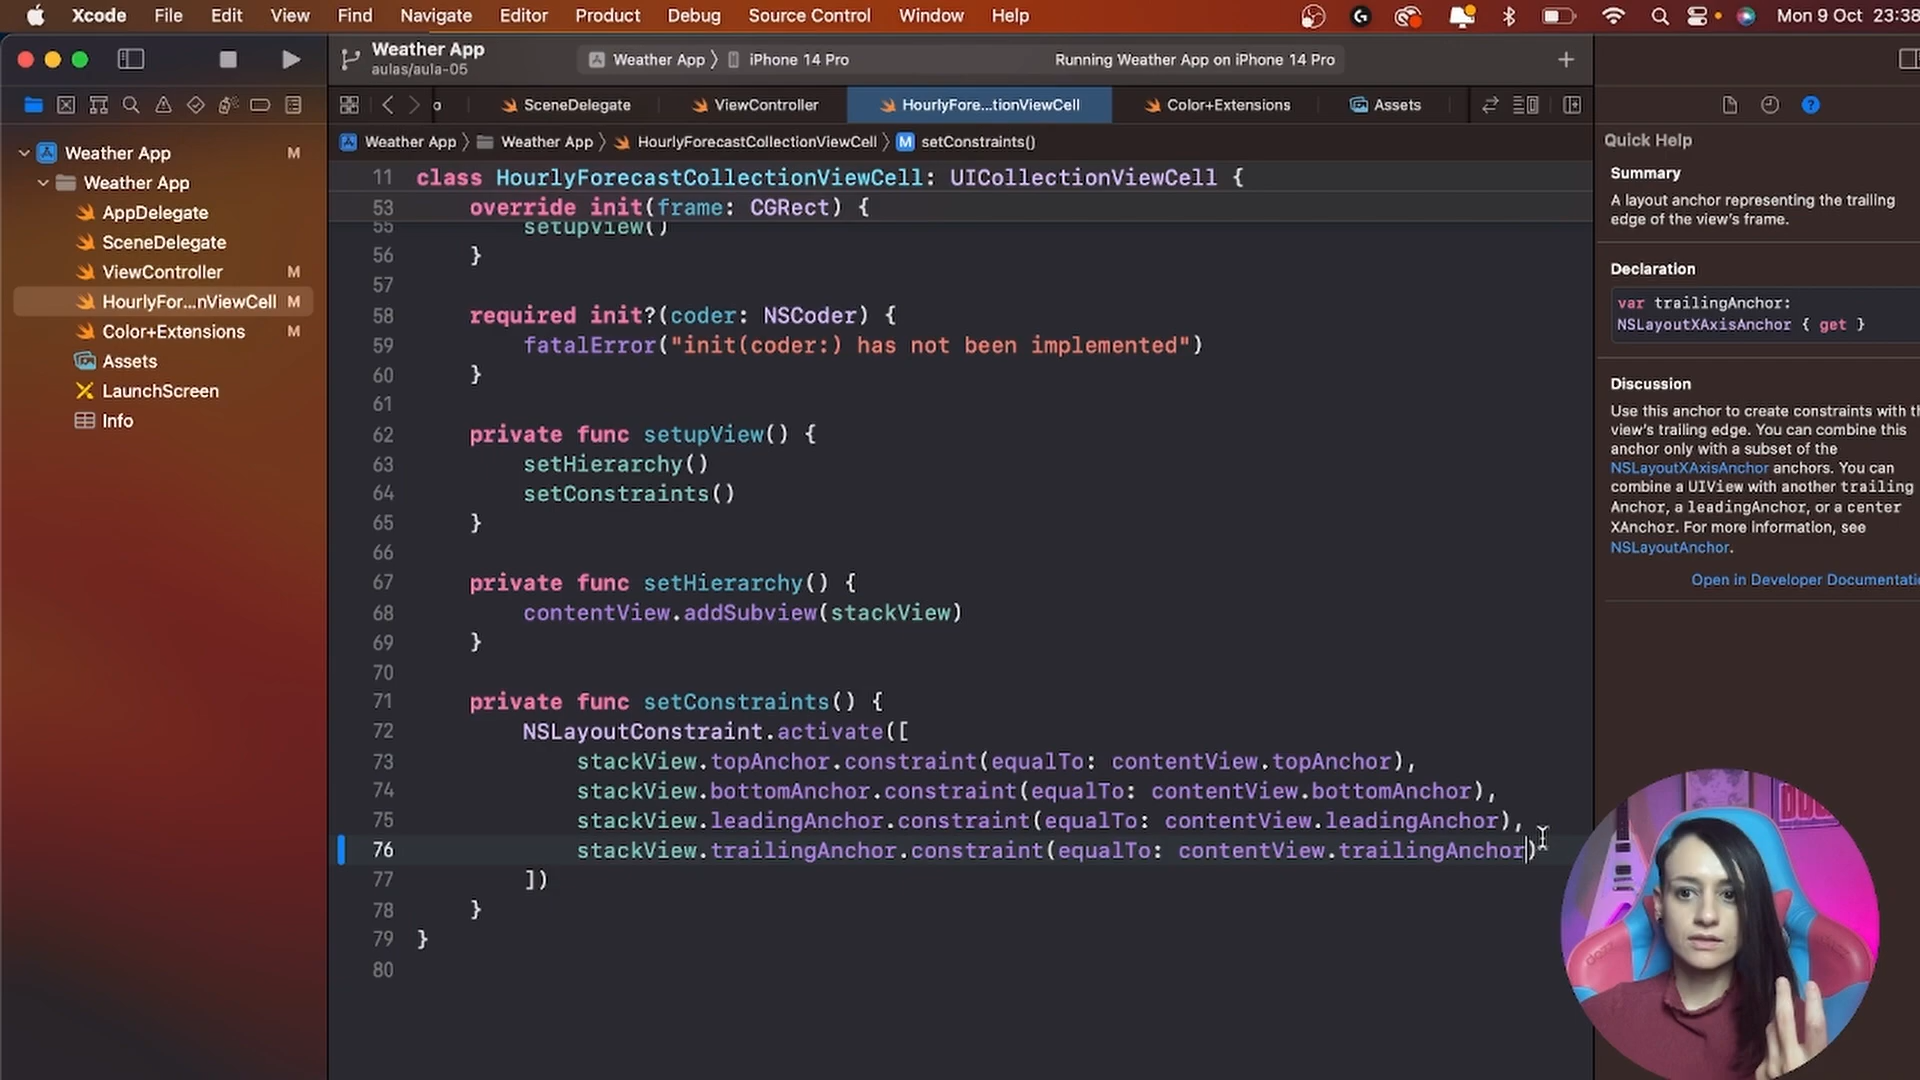 Xcode File Edit View Find Navigate Editor Product Debug Source Control Window Help Mon 9 Oct 23:38
Weather App
aulas/aula-05
Weather App 〉 iPhone 14 Pro
Running Weather App on iPhone 14 Pro
SceneDelegate ViewController HourlyFore...tionViewCell Color+Extensions Assets
Weather App 〉 Weather App 〉 HourlyForecastCollectionViewCell 〉 M setConstraints()
Weather App M
Weather App
AppDelegate
SceneDelegate
ViewController M
HourlyFor...nViewCell M
Color+Extensions M
Assets
LaunchScreen
Info
11 class HourlyForecastCollectionViewCell: UICollectionViewCell {
53 override init(frame: CGRect) {
55 setupView()
56 }
57
58 required init?(coder: NSCoder) {
59 fatalError("init(coder:) has not been implemented")
60 }
61
62 private func setupView() {
63 setHierarchy()
64 setConstraints()
65 }
66
67 private func setHierarchy() {
68 contentView.addSubview(stackView)
69 }
70
71 private func setConstraints() {
72 NSLayoutConstraint.activate([
73 stackView.topAnchor.constraint(equalTo: contentView.topAnchor),
74 stackView.bottomAnchor.constraint(equalTo: contentView.bottomAnchor),
75 stackView.leadingAnchor.constraint(equalTo: contentView.leadingAnchor),
76 stackView.trailingAnchor.constraint(equalTo: contentView.trailingAnchor)
77 ])
78 }
79 }
80
Quick Help
Summary
A layout anchor representing the trailing
edge of the view's frame.
Declaration
var trailingAnchor:
NSLayoutXAxisAnchor { get }
Discussion
Use this anchor to create constraints with th
view's trailing edge. You can combine this
anchor only with a subset of the
NSLayoutXAxisAnchor anchors. You can
combine a UIView with another trailing
Anchor, a leadingAnchor, or a center
XAnchor. For more information, see
NSLayoutAnchor.
Open in Developer Documentatio